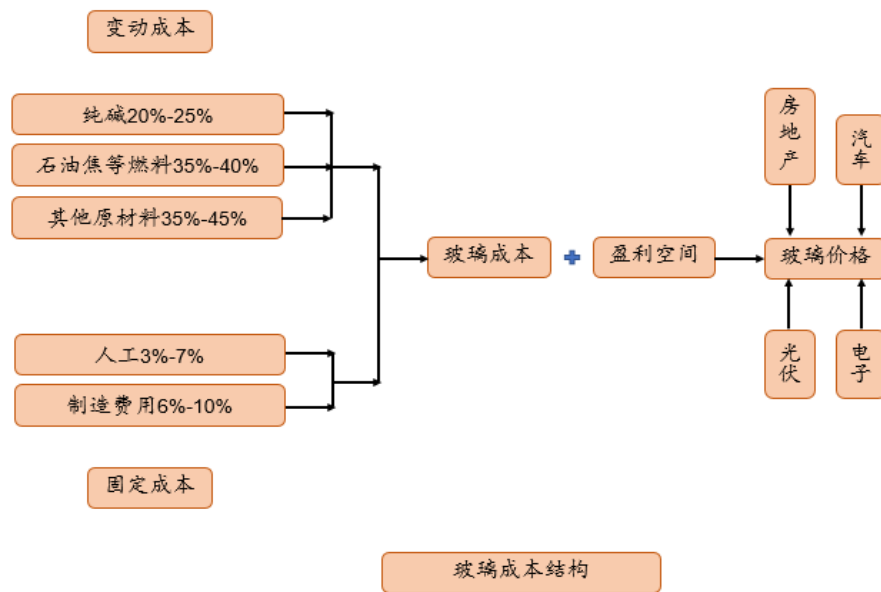 变动成本
纯碱20%-25%
石油焦等燃料35%-40%
其他原材料35%-45%
人工3%-7%
制造费用6%-10%
固定成本
玻璃成本
盈利空间
房地产
汽车
玻璃价格
光伏
电子
玻璃成本结构